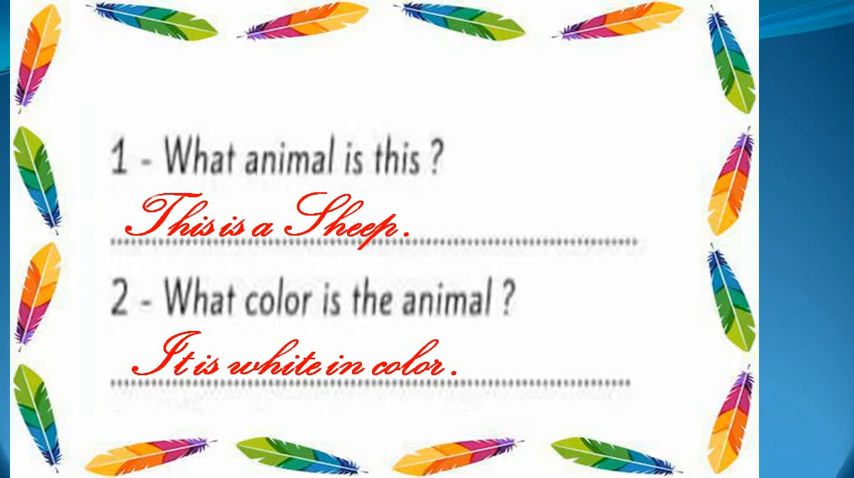 1 - What animal is this ?
This is a Sheep.
2 - What color is the animal ?
It is white in color.